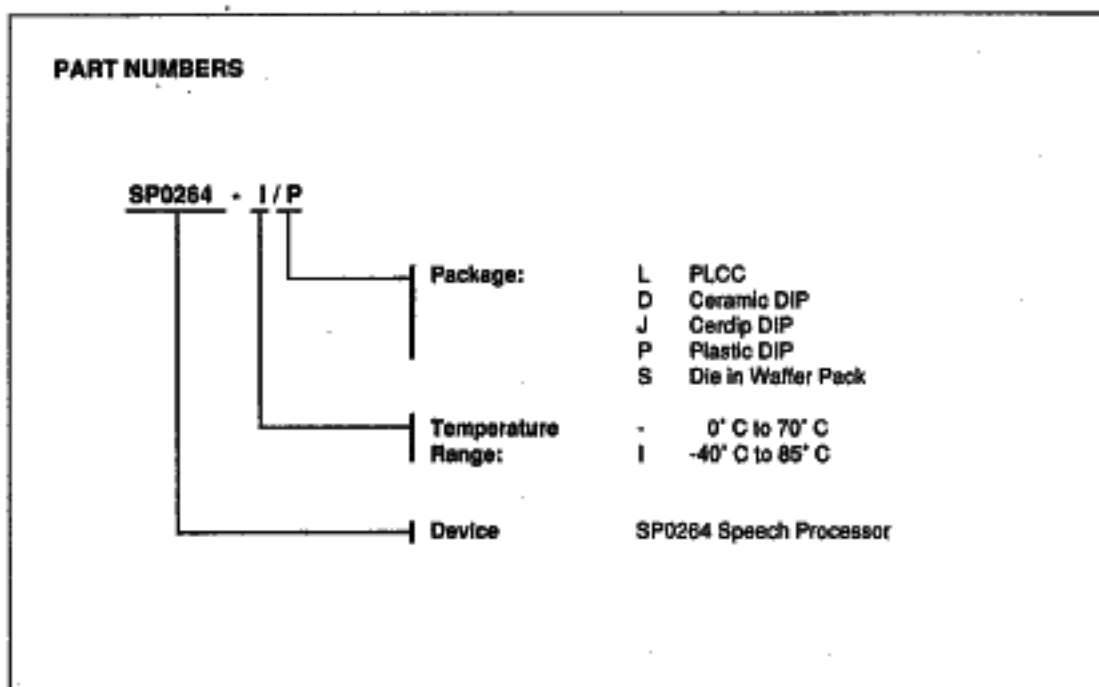 PART NUMBERS
SP0264 - I / P
Package: L PLCC
D Ceramic DIP
J Cerdip DIP
P Plastic DIP
S Die in Waffer Pack
Temperature - 0° C to 70° C
Range: I -40° C to 85° C
Device SP0264 Speech Processor